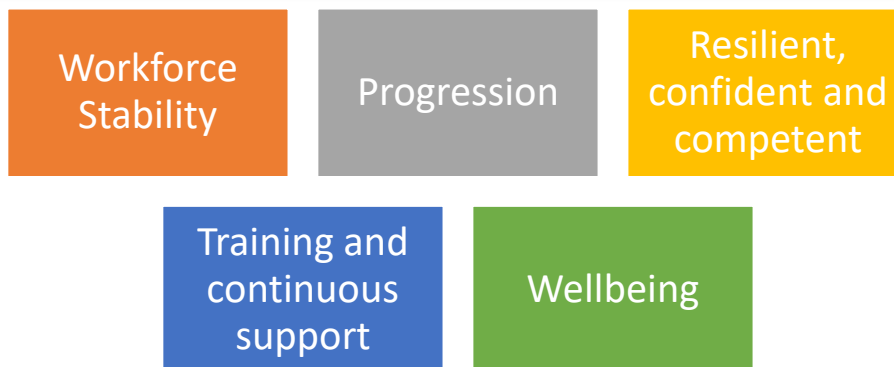 Workforce
Stability
Progression
Resilient,
confident and
competent
Training and
continuous
support
Wellbeing